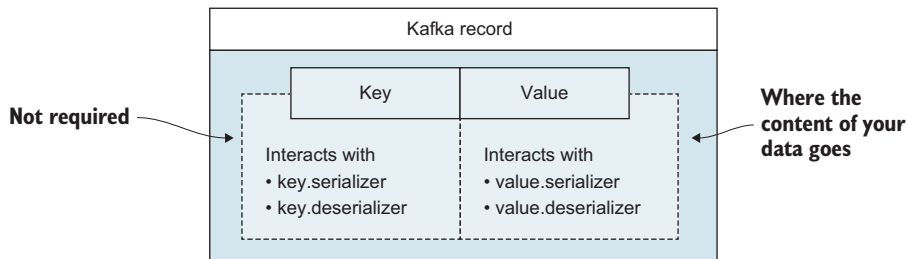 Kafka record
Key
Value
Not required
Where the
content of your
data goes
Interacts with
• key.serializer
• key.deserializer
Interacts with
• value.serializer
• value.deserializer